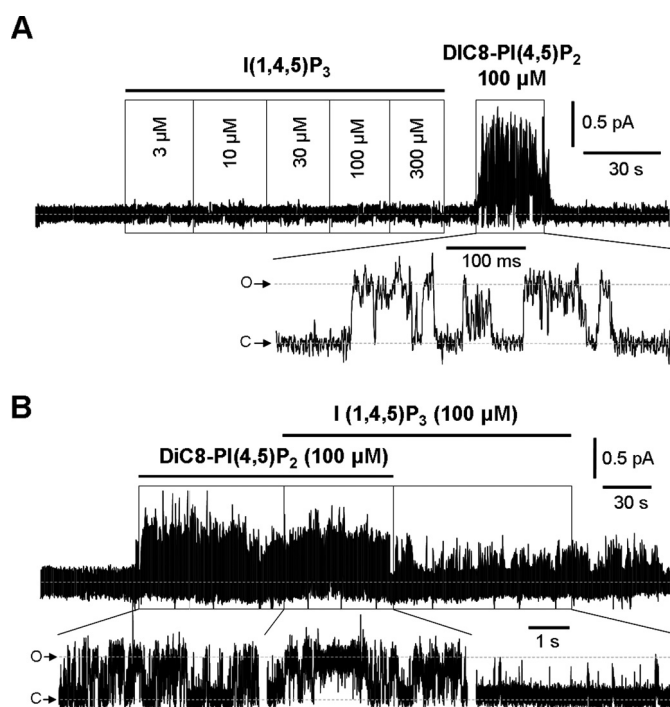 A
I(1,4,5)P₃
DIC8-PI(4,5)P₂
100 µM
3 µM
10 µM
30 µM
100 µM
300 µM
0.5 pA
30 s
100 ms
O
C
B
I (1,4,5)P₃ (100 µM)
DiC8-PI(4,5)P₂ (100 µM)
0.5 pA
30 s
1 s
O
C